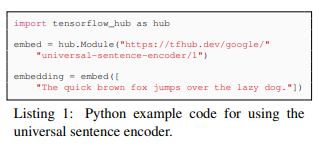 import tensorflow_hub as hub
embed = hub.Module("https://tfhub.dev/google/"
"universal-sentence-encoder/1")
embedding = embed([
"The quick brown fox jumps over the lazy dog."])
Listing 1: Python example code for using the
universal sentence encoder.